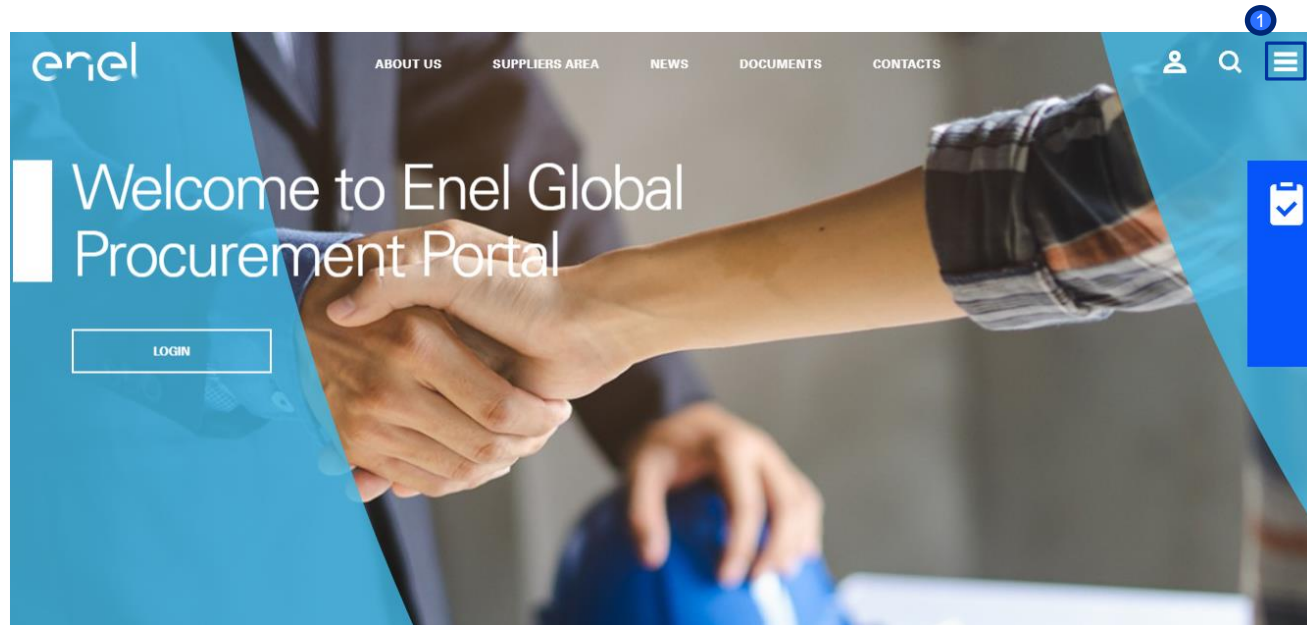 1
enel
ABOUT US SUPPLIERS AREA NEWS DOCUMENTS CONTACTS
Welcome to Enel Global
Procurement Portal
LOGIN